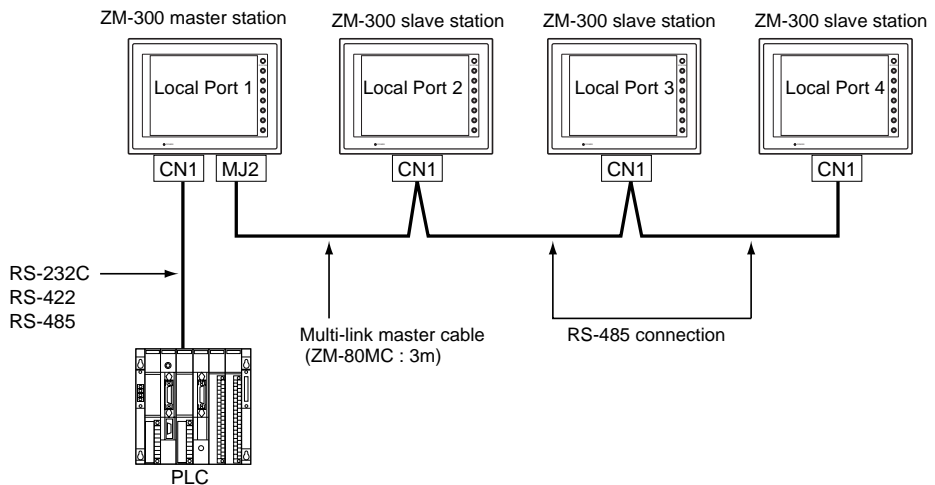 ZM-300 master station
ZM-300 slave station
ZM-300 slave station
ZM-300 slave station
Local Port 1
Local Port 2
Local Port 3
Local Port 4
CN1
MJ2
CN1
CN1
CN1
RS-232C
RS-422
RS-485
Multi-link master cable
(ZM-80MC : 3m)
RS-485 connection
PLC